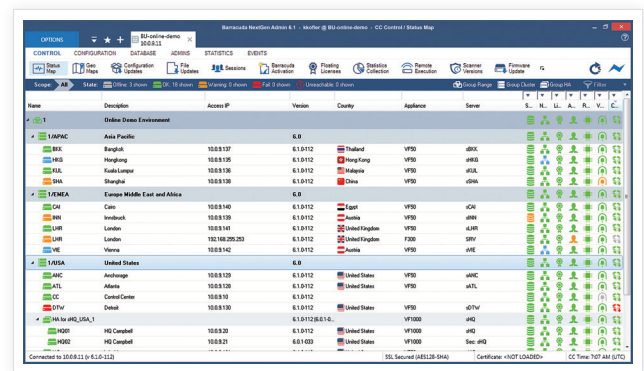 Barracuda NextGen Admin 6.1 - kkofler @ BU-online-demo - CC Control / Status Map
OPTIONS BU-online-demo 10.0.9.11
CONTROL CONFIGURATION DATABASE ADMINS STATISTICS EVENTS
Status Map Geo Maps Configuration Updates File Updates Sessions Barracuda Activation Floating Licenses Statistics Collection Remote Execution Scanner Versions Firmware Update
Scope: All State: Offline: 3 shown OK: 18 shown Warning: 0 shown Fail: 0 shown Unreachable: 0 shown Group Range Group Cluster Group HA Filter
Name Description Access IP Version Country Appliance Server S... N... Li... A... R... V... C...
1 Online Demo Environment
1/APAC Asia Pacific 6.0
BKK Bangkok 10.0.9.137 6.1.0-112 Thailand VF50 sBKK
HKG Hongkong 10.0.9.135 6.1.0-112 Hong Kong VF50 sHKG
KUL Kuala Lumpur 10.0.9.136 6.1.0-112 Malaysia VF50 sKUL
SHA Shanghai 10.0.9.138 6.1.0-112 China VF50 sSHA
1/EMEA Europe Middle East and Africa 6.0
CAI Cairo 10.0.9.140 6.1.0-112 Egypt VF50 sCAI
INN Innsbruck 10.0.9.139 6.1.0-112 Austria VF50 sINN
LHR London 10.0.9.141 6.1.0-112 United Kingdom VF50 sLHR
LHR London 192.168.255.253 6.1.0-112 United Kingdom F300 SRV
VIE Vienna 10.0.9.142 6.1.0-112 Austria VF50 sVIE
1/USA United States 6.0
ANC Anchorage 10.0.9.129 6.1.0-112 United States VF50 sANC
ATL Atlanta 10.0.9.128 6.1.0-112 United States VF50 sATL
CC Control Center 10.0.9.10 6.1.0-112
DTW Detroit 10.0.9.130 6.1.0-112 United States VF50 sDTW
HA for sHQ_USA_1 6.1.0-112 (6.0.1-0... VF1000 sHQ
HQ01 HQ Campbell 10.0.9.20 6.1.0-112 United States VF1000 sHQ
HQ02 HQ Campbell 10.0.9.21 6.0.1-033 United States VF1000 Sec: sHQ
Connected to 10.0.9.11 (v 6.1.0-112) SSL Secured (AES128-SHA) Certificate: <NOT LOADED> CC Time: 7:07 AM (UTC)